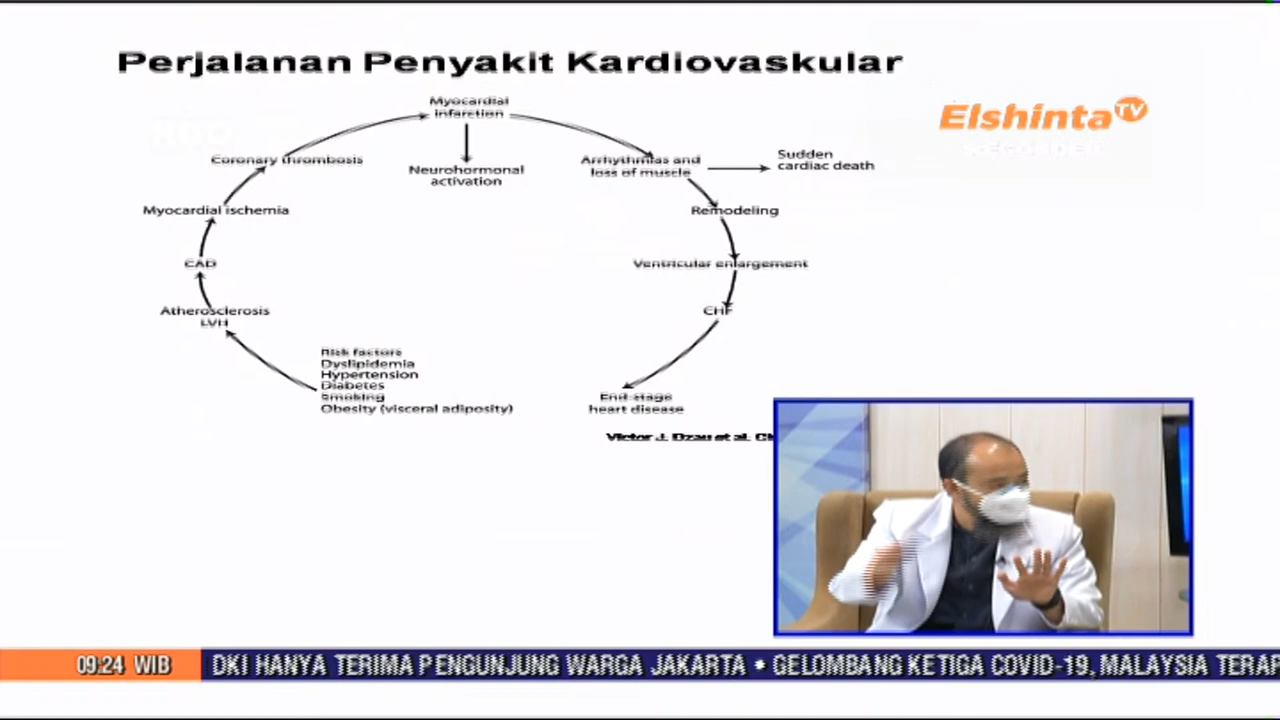 Perjalanan Penyakit Kardiovaskular
Elshinta TV
RECORDED
Myocardial
infarction
Neurohormonal
activation
Coronary thrombosis
Myocardial ischemia
CAD
Atherosclerosis
LVH
Risk factors
Dyslipidemia
Hypertension
Diabetes
Smoking
Obesity (visceral adiposity)
Arrhythmias and
loss of muscle
Sudden
cardiac death
Remodeling
Ventricular enlargement
CHF
End-stage
heart disease
Victor J. Dzau et al.
09:24 WIB
DKI HANYA TERIMA PENGUNJUNG WARGA JAKARTA • GELOMBANG KETIGA COVID-19, MALAYSIA TERAP